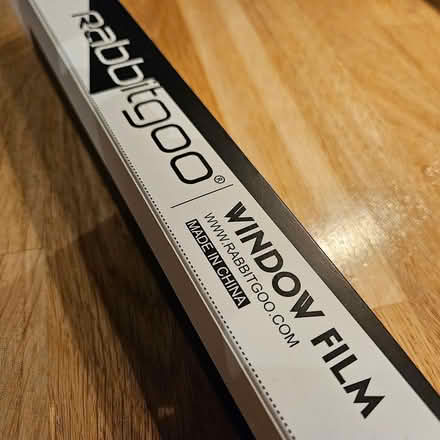 Rabbitgoo®
WINDOW FILM
WWW.RABBITGOO.COM
MADE IN CHINA